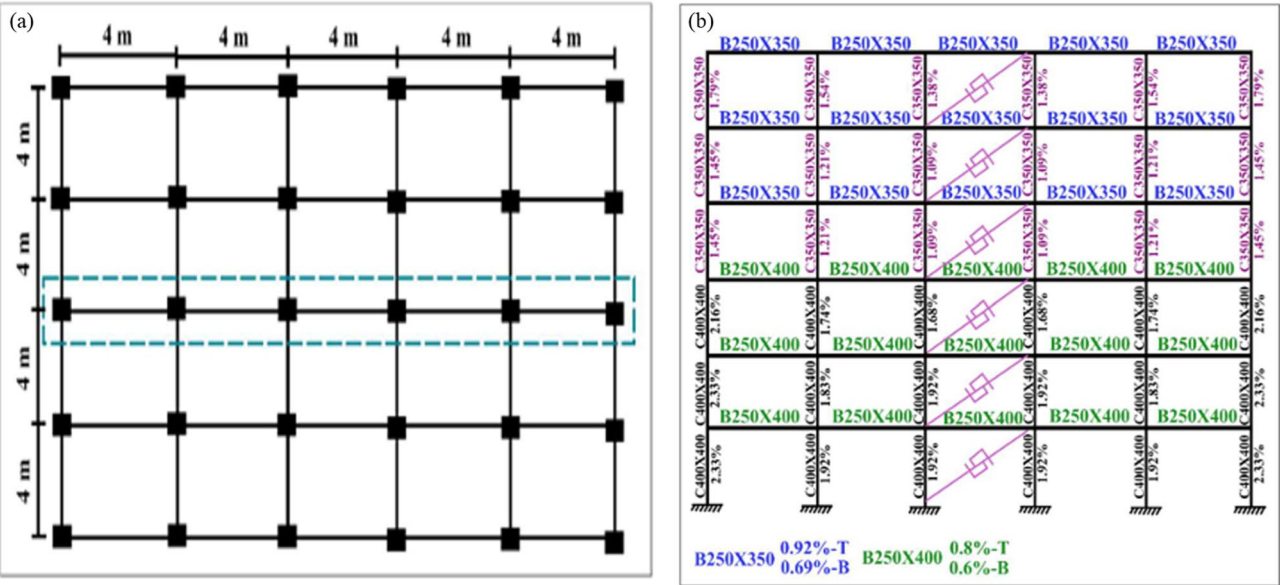 (a)
4 m 4 m 4 m 4 m 4 m
4 m
4 m
4 m
4 m
(b)
B250X350 B250X350 B250X350 B250X350 B250X350
C350X350 1.79% C350X350 1.54% C350X350 1.38% C350X350 1.38% C350X350 1.54% C350X350 1.79%
B250X350 B250X350 B250X350 B250X350 B250X350
C350X350 1.45% C350X350 1.21% C350X350 1.09% C350X350 1.09% C350X350 1.21% C350X350 1.45%
B250X350 B250X350 B250X350 B250X350 B250X350
C350X350 1.45% C350X350 1.21% C350X350 1.09% C350X350 1.09% C350X350 1.21% C350X350 1.45%
B250X400 B250X400 B250X400 B250X400 B250X400
C400X400 2.16% C400X400 1.74% C400X400 1.68% C400X400 1.68% C400X400 1.74% C400X400 2.16%
B250X400 B250X400 B250X400 B250X400 B250X400
C400X400 2.33% C400X400 1.83% C400X400 1.92% C400X400 1.92% C400X400 1.83% C400X400 2.33%
B250X400 B250X400 B250X400 B250X400 B250X400
C400X400 2.33% C400X400 1.92% C400X400 1.92% C400X400 1.92% C400X400 1.92% C400X400 2.33%
B250X350 0.92%-T B250X400 0.8%-T
0.69%-B 0.6%-B